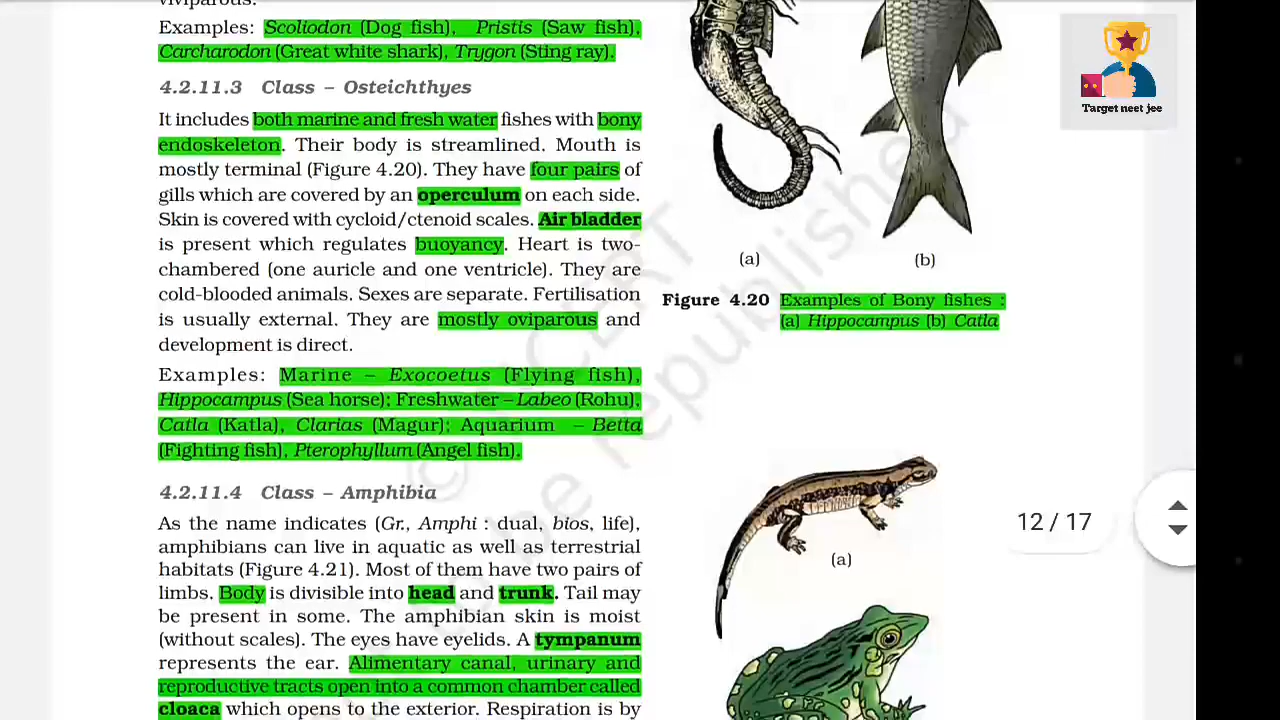 viviparous.
Examples: Scoliodon (Dog fish), Pristis (Saw fish),
Carcharodon (Great white shark), Trygon (Sting ray).
4.2.11.3 Class – Osteichthyes
It includes both marine and fresh water fishes with bony
endoskeleton. Their body is streamlined. Mouth is
mostly terminal (Figure 4.20). They have four pairs of
gills which are covered by an operculum on each side.
Skin is covered with cycloid/ctenoid scales. Air bladder
is present which regulates buoyancy. Heart is two-
chambered (one auricle and one ventricle). They are
cold-blooded animals. Sexes are separate. Fertilisation
is usually external. They are mostly oviparous and
development is direct.
Examples: Marine – Exocoetus (Flying fish),
Hippocampus (Sea horse); Freshwater – Labeo (Rohu),
Catla (Katla), Clarias (Magur); Aquarium – Betta
(Fighting fish), Pterophyllum (Angel fish).
4.2.11.4 Class – Amphibia
As the name indicates (Gr., Amphi : dual, bios, life),
amphibians can live in aquatic as well as terrestrial
habitats (Figure 4.21). Most of them have two pairs of
limbs. Body is divisible into head and trunk. Tail may
be present in some. The amphibian skin is moist
(without scales). The eyes have eyelids. A tympanum
represents the ear. Alimentary canal, urinary and
reproductive tracts open into a common chamber called
cloaca which opens to the exterior. Respiration is by
(a)
(b)
Figure 4.20 Examples of Bony fishes :
(a) Hippocampus (b) Catla
(a)
12 / 17
Target neet jee
© NCERT
be republished